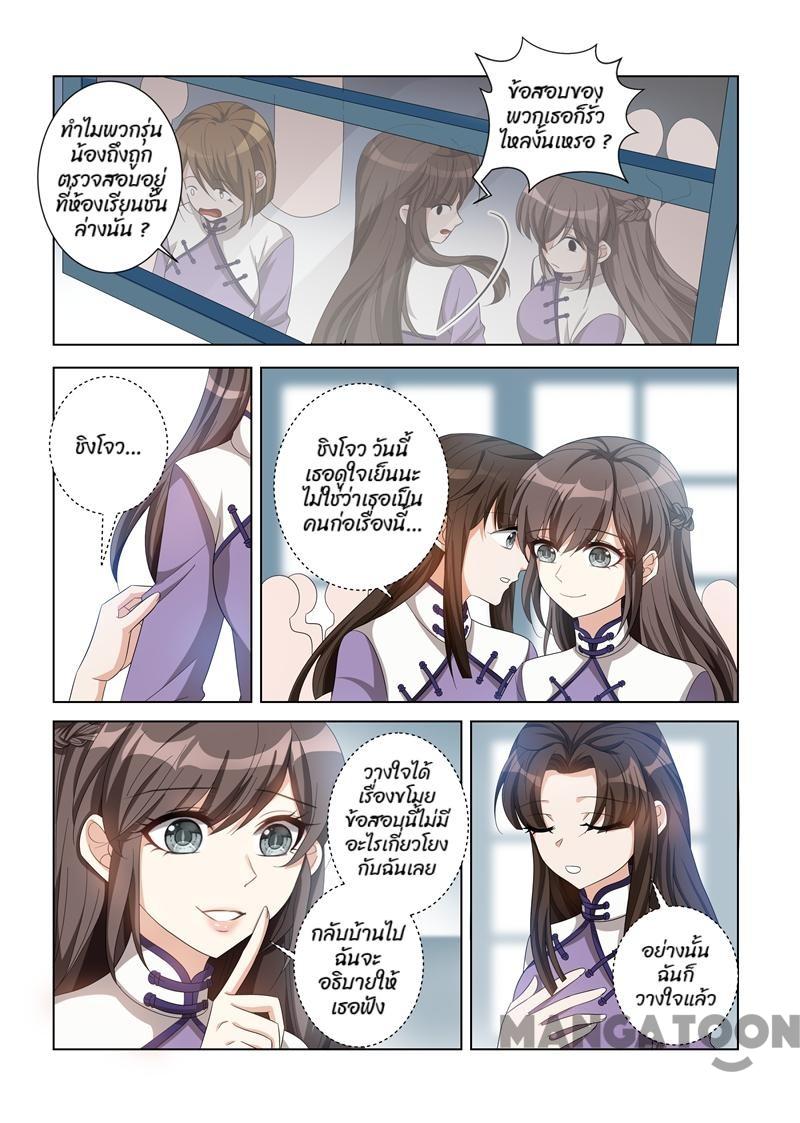 ทำไมพวกรุ่น
น้องถึงถูก
ตรวจสอบอยู่
ที่ห้องเรียนชั้น
ล่างนั่น ?
ข้อสอบของ
พวกเธอก็รั่ว
ไหลงั้นเหรอ ?
ชิงโจว...
ชิงโจว วันนี้
เธอดูใจเย็นนะ
ไม่ใช่ว่าเธอเป็น
คนก่อเรื่องนี้...
วางใจได้
เรื่องขโมย
ข้อสอบนี้ไม่มี
อะไรเกี่ยวโยง
กับฉันเลย
กลับบ้านไป
ฉันจะ
อธิบายให้
เธอฟัง
อย่างนั้น
ฉันก็
วางใจแล้ว
MANGATOON